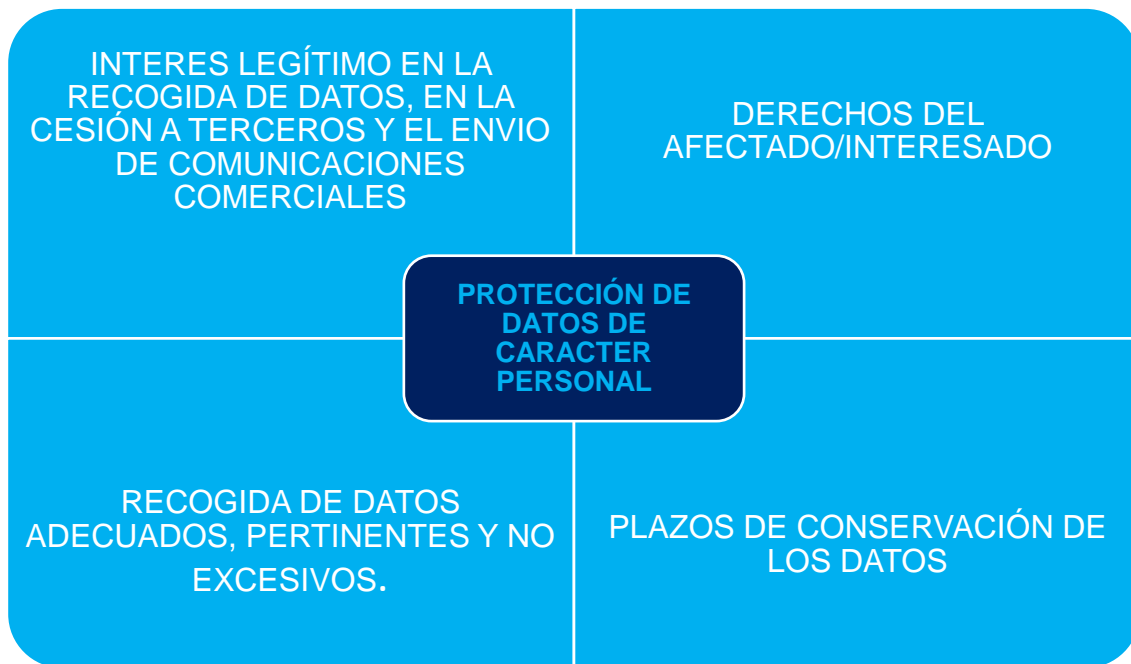 INTERES LEGÍTIMO EN LA
RECOGIDA DE DATOS, EN LA
CESIÓN A TERCEROS Y EL ENVIO
DE COMUNICACIONES
COMERCIALES
DERECHOS DEL
AFECTADO/INTERESADO
PROTECCIÓN DE
DATOS DE
CARACTER
PERSONAL
RECOGIDA DE DATOS
ADECUADOS, PERTINENTES Y NO
EXCESIVOS.
PLAZOS DE CONSERVACIÓN DE
LOS DATOS